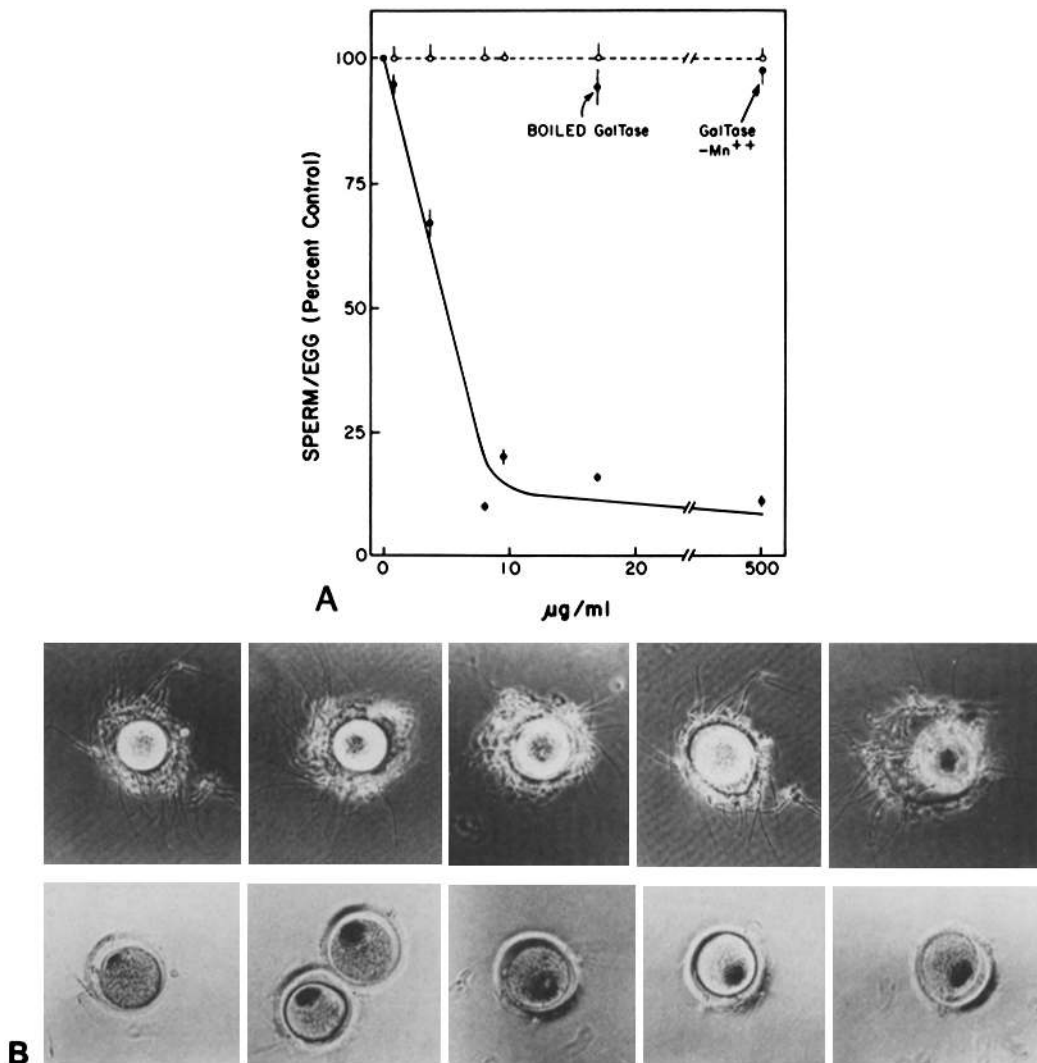 100
75
50
25
0
SPERM/EGG (Percent Control)
BOILED GalTase
GalTase
-Mn++
0
10
20
500
A
µg/ml
B